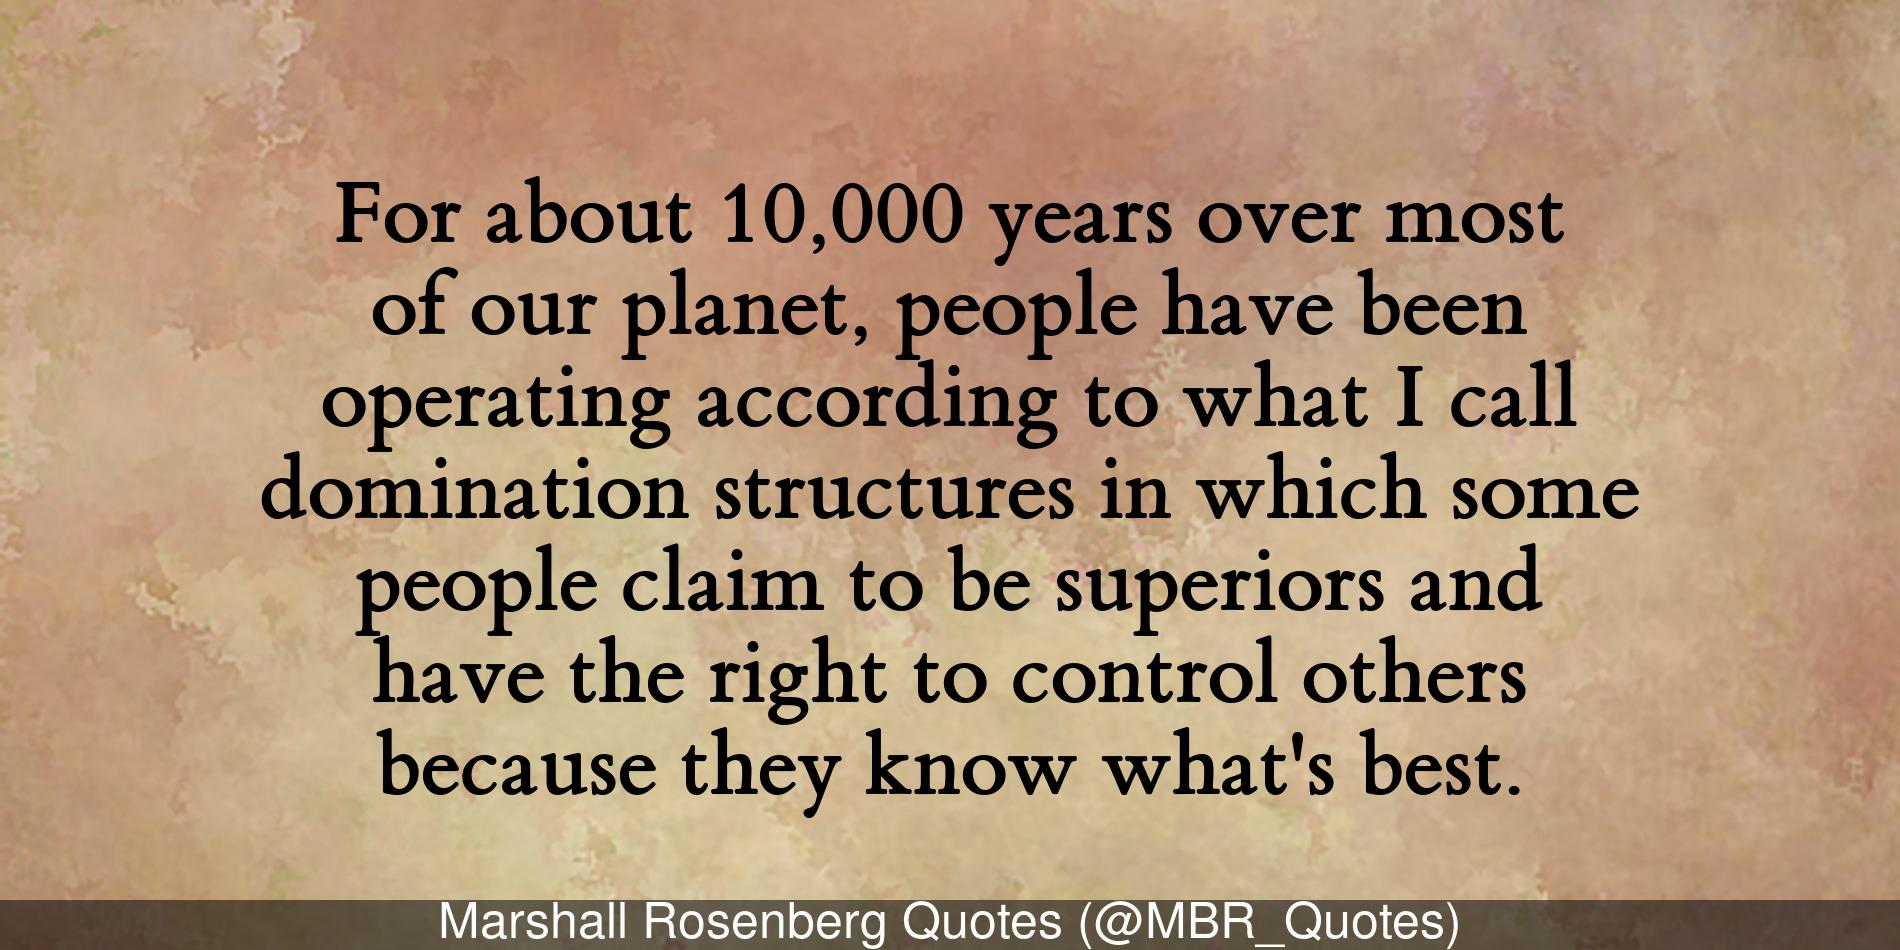 For about 10,000 years over most
of our planet, people have been
operating according to what I call
domination structures in which some
people claim to be superiors and
have the right to control others
because they know what's best.
Marshall Rosenberg Quotes (@MBR_Quotes)